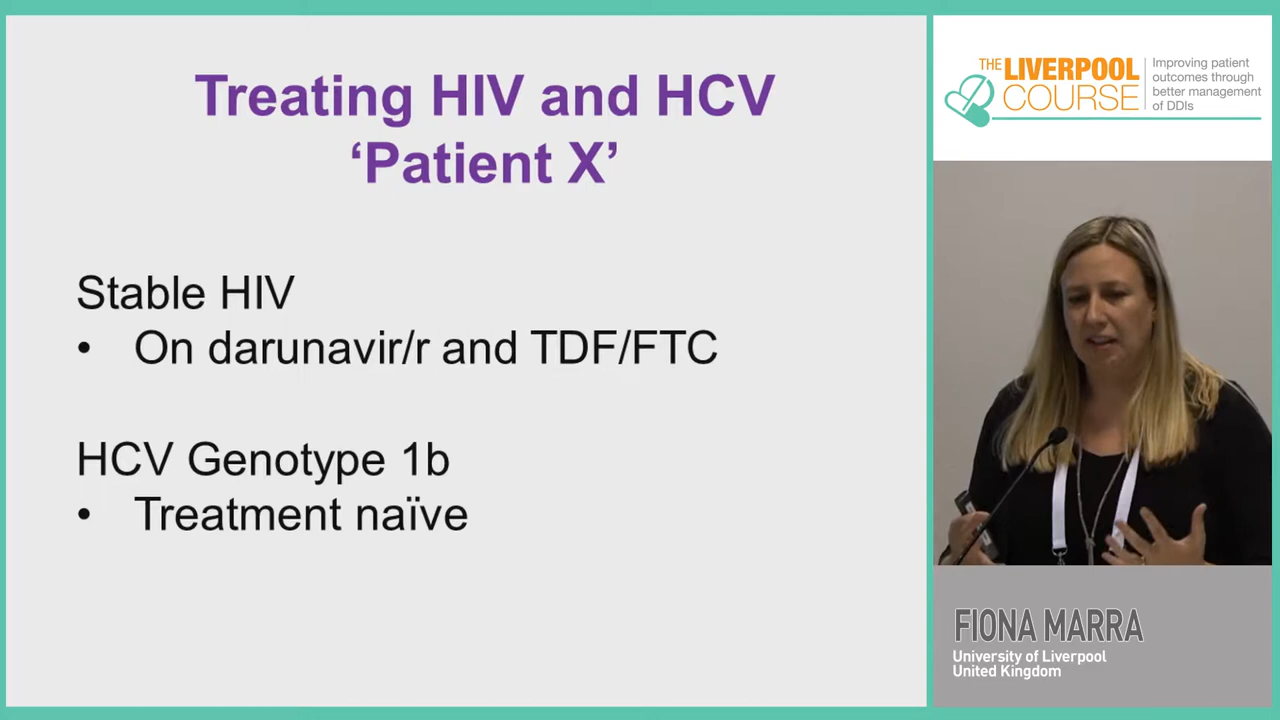 Treating HIV and HCV
‘Patient X’
Stable HIV
• On darunavir/r and TDF/FTC
HCV Genotype 1b
• Treatment naïve
THE LIVERPOOL
COURSE
Improving patient
outcomes through
better management
of DDIs
FIONA MARRA
University of Liverpool
United Kingdom